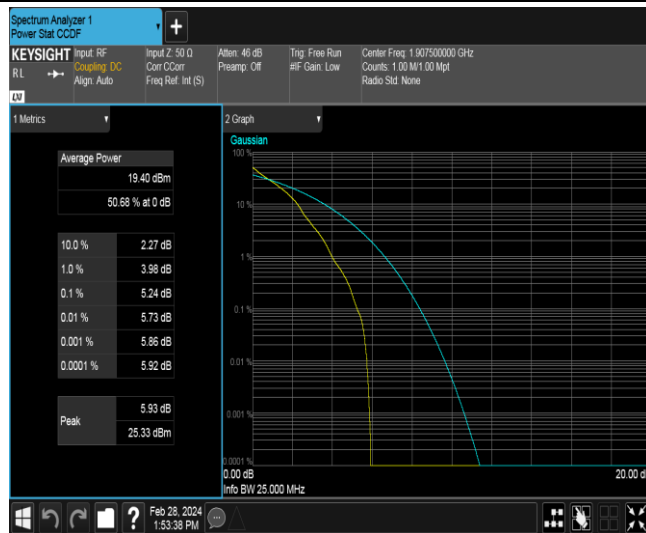 Spectrum Analyzer 1
Power Stat CCDF
+
KEYSIGHT
RL
Input: RF
Coupling: DC
Align: Auto
Input Z: 50 Ω
Corr CCorr
Freq Ref: Int (S)
Atten: 46 dB
Preamp: Off
Trig: Free Run
#IF Gain: Low
Center Freq: 1.907500000 GHz
Counts: 1.00 M/1.00 Mpt
Radio Std: None
1 Metrics
Average Power
19.40 dBm
50.68 % at 0 dB
10.0 % 2.27 dB
1.0 % 3.98 dB
0.1 % 5.24 dB
0.01 % 5.73 dB
0.001 % 5.86 dB
0.0001 % 5.92 dB
Peak
5.93 dB
25.33 dBm
2 Graph
Gaussian
100 %
10 %
1 %
0.1 %
0.01 %
0.001 %
0.0001 %
0.00 dB
20.00 d
Info BW 25.000 MHz
?
Feb 28, 2024
1:53:38 PM